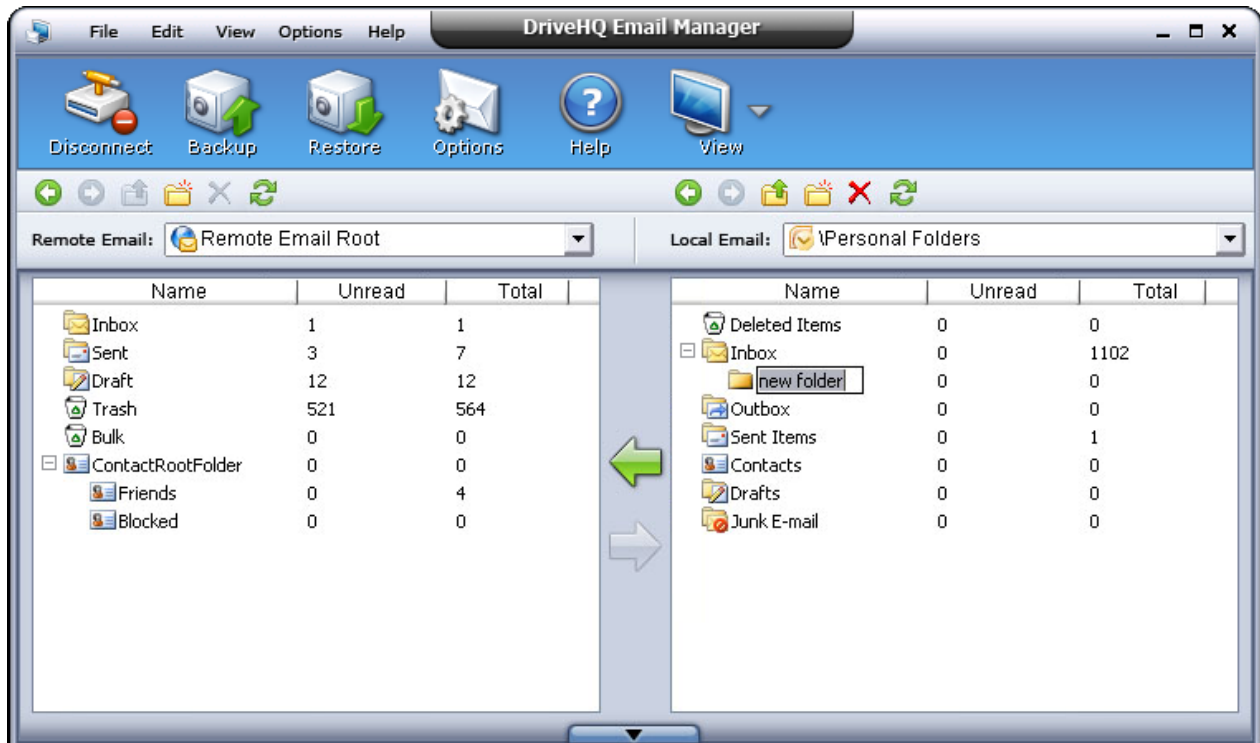 File Edit View Options Help DriveHQ Email Manager
Disconnect Backup Restore Options Help View
Remote Email: Remote Email Root Local Email: \Personal Folders
Name Unread Total Name Unread Total
Inbox 1 1 Deleted Items 0 0
Sent 3 7 Inbox 0 1102
Draft 12 12 new folder 0 0
Trash 521 564 Outbox 0 0
Bulk 0 0 Sent Items 0 1
ContactRootFolder 0 0 Contacts 0 0
Friends 0 4 Drafts 0 0
Blocked 0 0 Junk E-mail 0 0